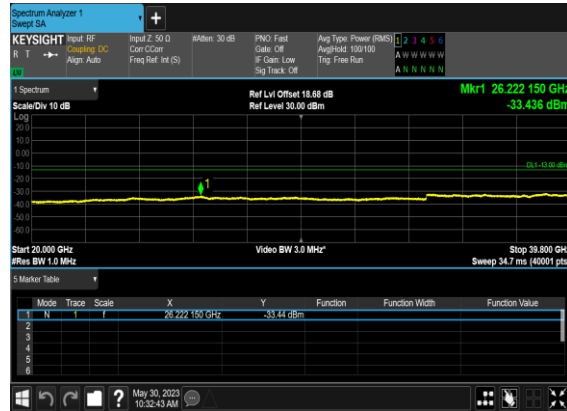 Spectrum Analyzer 1
Swept SA
KEYSIGHT Input: RF Input Z: 50 Ω #Atten: 30 dB PNO: Fast Avg Type: Power (RMS) 1 2 3 4 5 6
R T Coupling: DC Corr CCorr Gate: Off Avg|Hold: 100/100 A W W W W W
Align: Auto Freq Ref: Int (S) IF Gain: Low Trig: Free Run
LW Sig Track: Off A N N N N N
1 Spectrum Ref Lvl Offset 18.68 dB Mkr1 26.222 150 GHz
Scale/Div 10 dB Ref Level 30.00 dBm -33.436 dBm
Log
20.0
10.0
0.00
-10.0 DL1 -13.00 dBm
-20.0
-30.0 1
-40.0
-50.0
-60.0
Start 20.000 GHz Video BW 3.0 MHz* Stop 39.800 GHz
#Res BW 1.0 MHz Sweep 34.7 ms (40001 pts)
5 Marker Table
Mode Trace Scale X Y Function Function Width Function Value
1 N 1 f 26.222 150 GHz -33.44 dBm
2
3
4
5
6
? May 30, 2023
10:32:43 AM